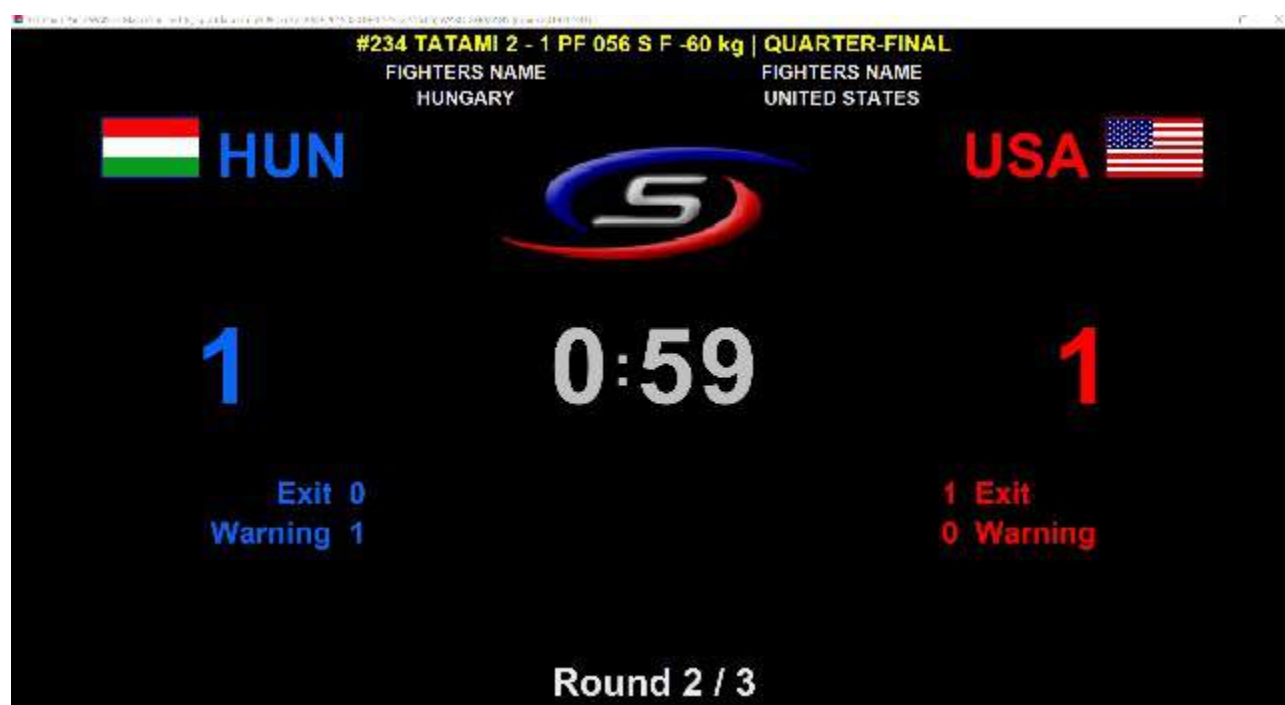 #234 TATAMI 2 - 1 PF 056 S F -60 kg | QUARTER-FINAL
FIGHTERS NAME FIGHTERS NAME
HUNGARY UNITED STATES
HUN USA
S
1 0:59 1
Exit 0 1 Exit
Warning 1 0 Warning
Round 2 / 3